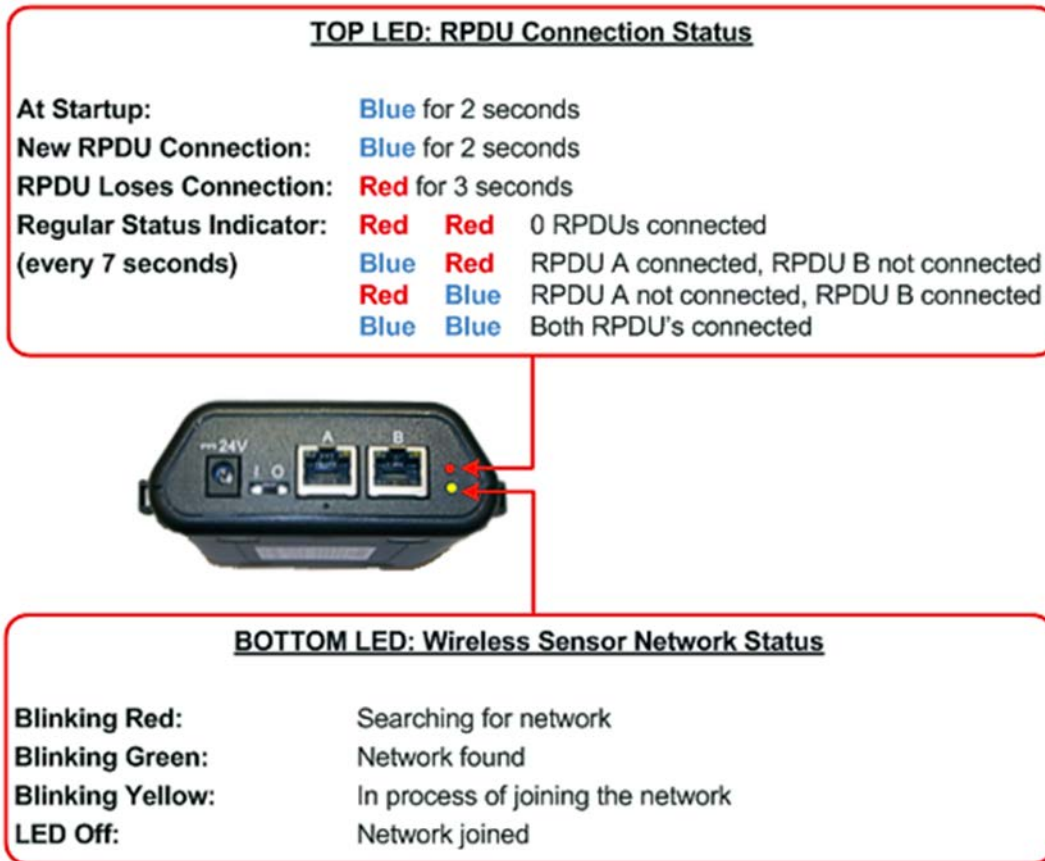 TOP LED: RPDU Connection Status
At Startup: Blue for 2 seconds
New RPDU Connection: Blue for 2 seconds
RPDU Loses Connection: Red for 3 seconds
Regular Status Indicator: Red Red 0 RPDUs connected
(every 7 seconds) Blue Red RPDU A connected, RPDU B not connected
Red Blue RPDU A not connected, RPDU B connected
Blue Blue Both RPDU's connected
24V
I O
A
B
BOTTOM LED: Wireless Sensor Network Status
Blinking Red: Searching for network
Blinking Green: Network found
Blinking Yellow: In process of joining the network
LED Off: Network joined